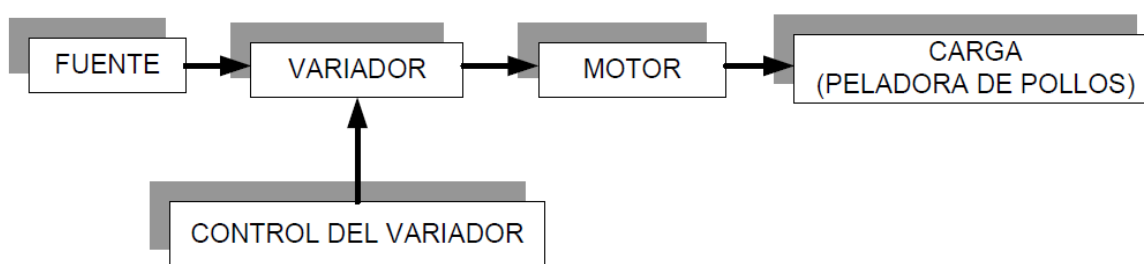 FUENTE
VARIADOR
MOTOR
CARGA
(PELADORA DE POLLOS)
CONTROL DEL VARIADOR